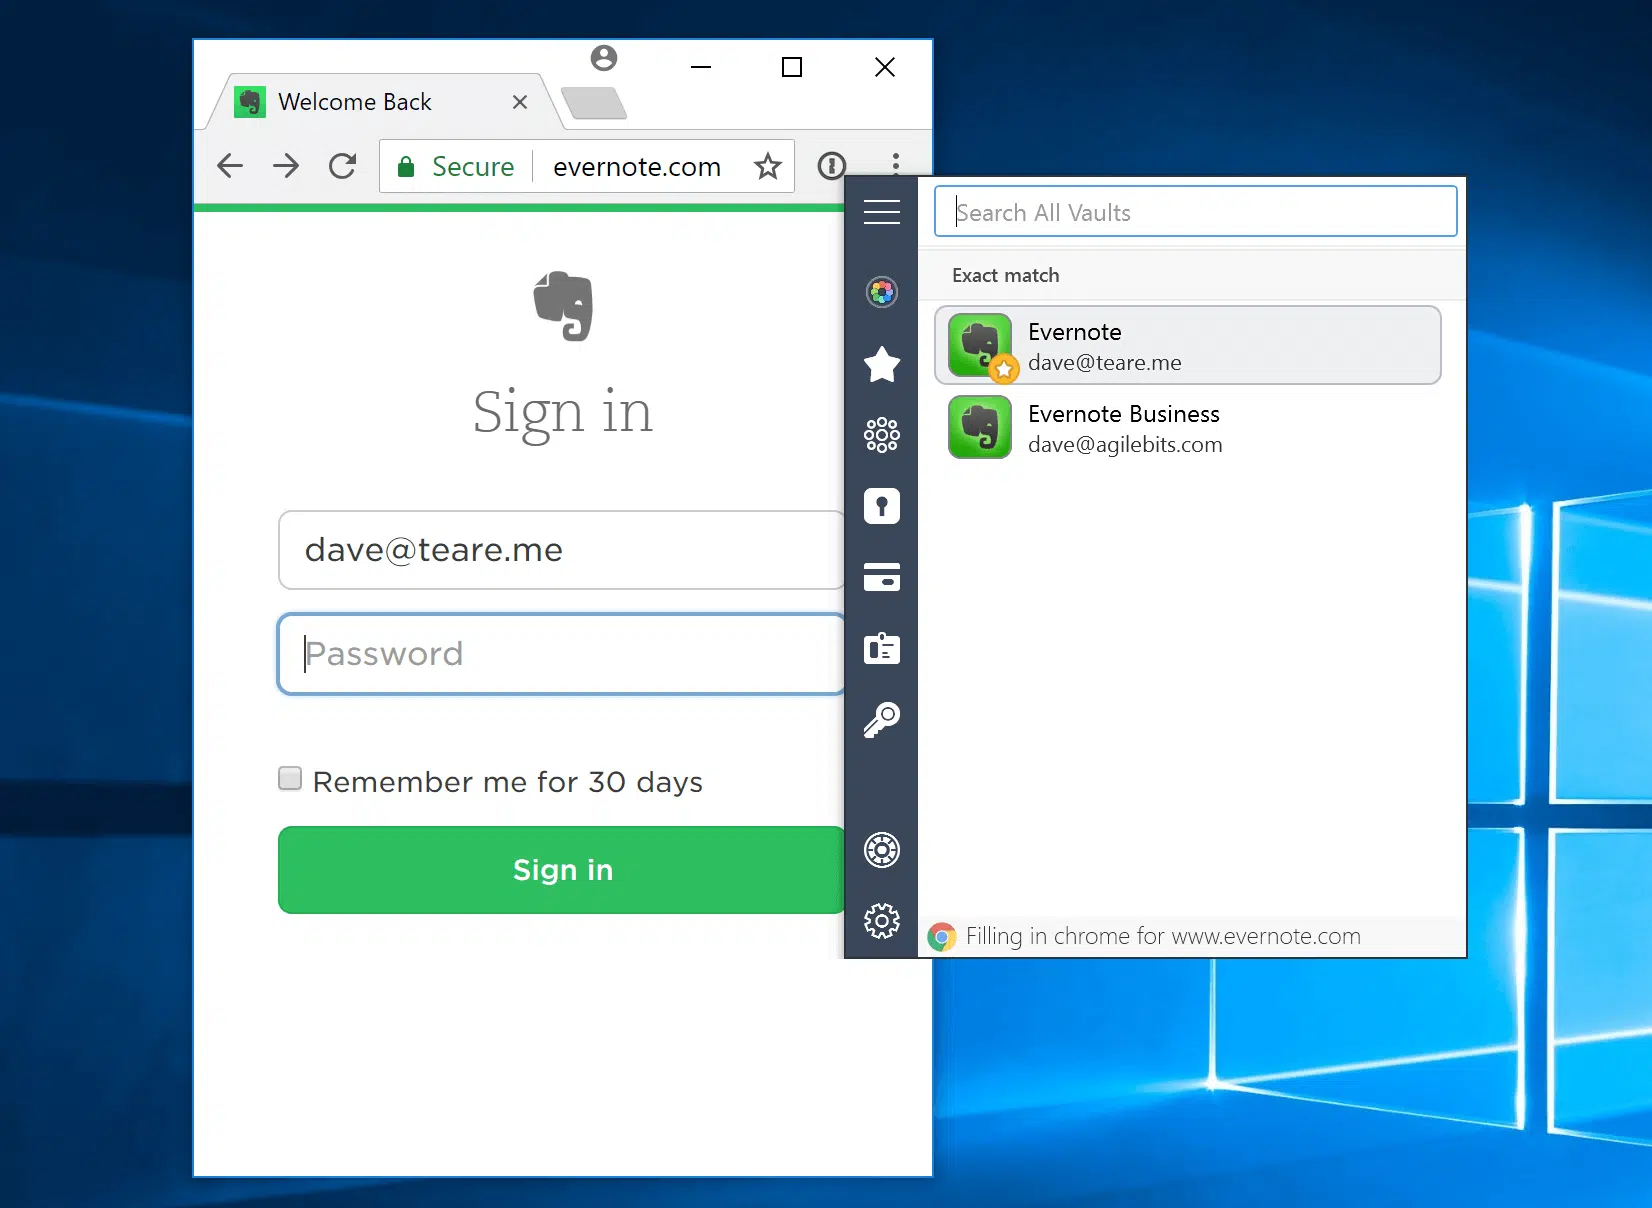 Welcome Back
Secure
evernote.com
Sign in
dave@teare.me
Password
Remember me for 30 days
Sign in
Search All Vaults
Exact match
Evernote
dave@teare.me
Evernote Business
dave@agilebits.com
Filling in chrome for www.evernote.com